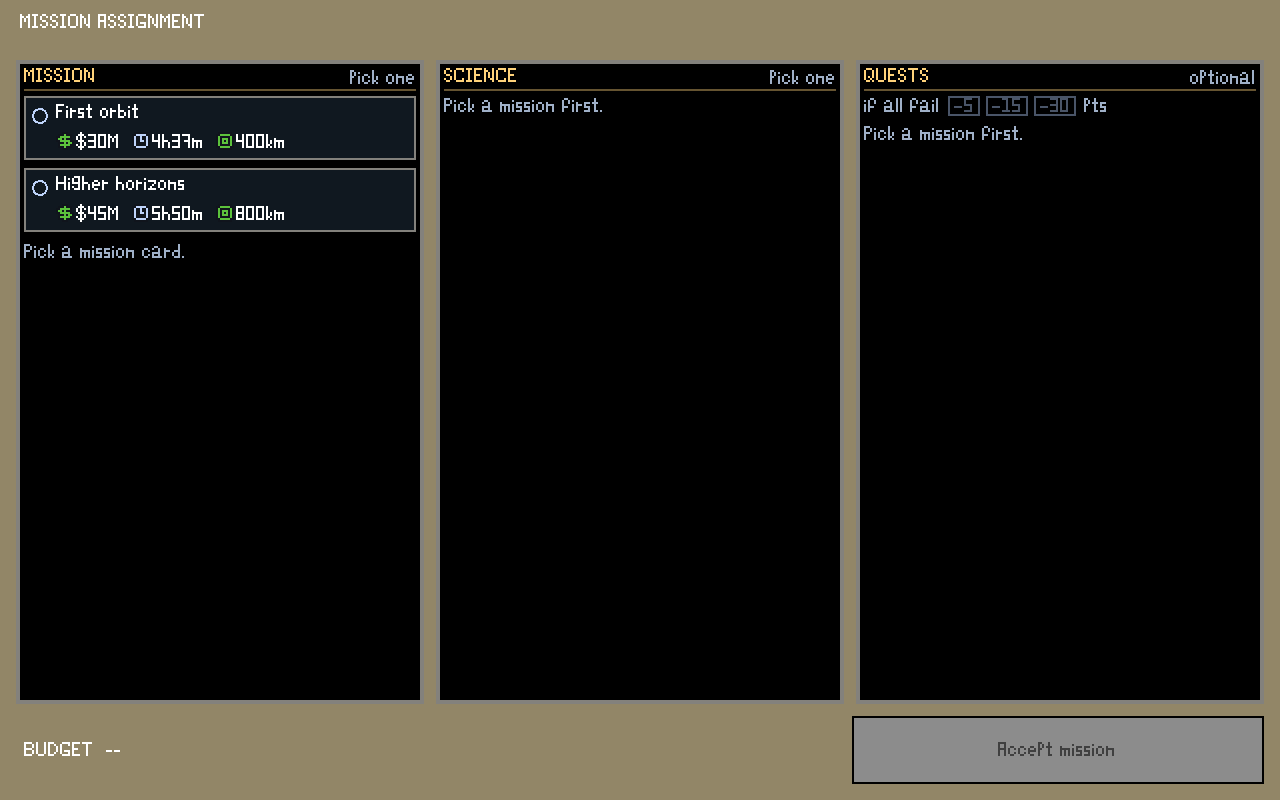 MISSION ASSIGNMENT
MISSION Pick one
First orbit
$30M 4h37m 400km
Higher horizons
$45M 5h50m 800km
Pick a mission card.
SCIENCE Pick one
Pick a mission first.
QUESTS optional
if all fail -5 -15 -30 Pts
Pick a mission first.
BUDGET --
Accept mission